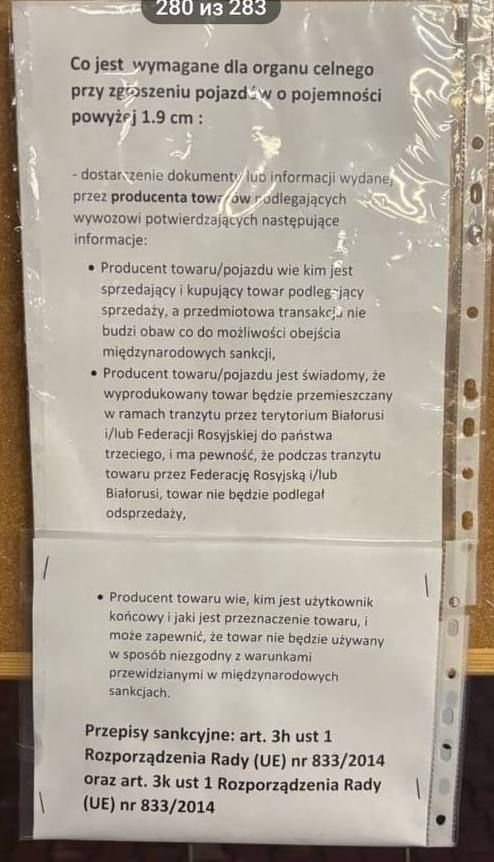 280 из 283
Co jest wymagane dla organu celnego
przy zgłoszeniu pojazdów o pojemności
powyżej 1.9 cm :
- dostarczenie dokumentu lub informacji wydanej
przez producenta towarów podlegających
wywozowi potwierdzających następujące
informacje:
• Producent towaru/pojazdu wie kim jest
sprzedający i kupujący towar podlegający
sprzedaży, a przedmiotowa transakcja nie
budzi obaw co do możliwości obejścia
międzynarodowych sankcji,
• Producent towaru/pojazdu jest świadomy, że
wyprodukowany towar będzie przemieszczany
w ramach tranzytu przez terytorium Białorusi
i/lub Federacji Rosyjskiej do państwa
trzeciego, i ma pewność, że podczas tranzytu
towaru przez Federację Rosyjską i/lub
Białorusi, towar nie będzie podlegał
odsprzedaży,
• Producent towaru wie, kim jest użytkownik
końcowy i jaki jest przeznaczenie towaru, i
może zapewnić, że towar nie będzie używany
w sposób niezgodny z warunkami
przewidzianymi w międzynarodowych
sankcjach.
Przepisy sankcyjne: art. 3h ust 1
Rozporządzenia Rady (UE) nr 833/2014
oraz art. 3k ust 1 Rozporządzenia Rady
(UE) nr 833/2014